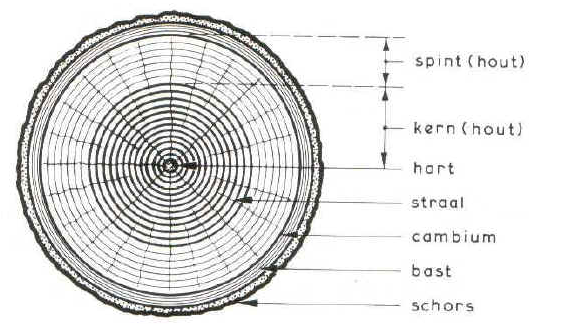 spint (hout)
kern (hout)
hart
straal
cambium
bast
schors